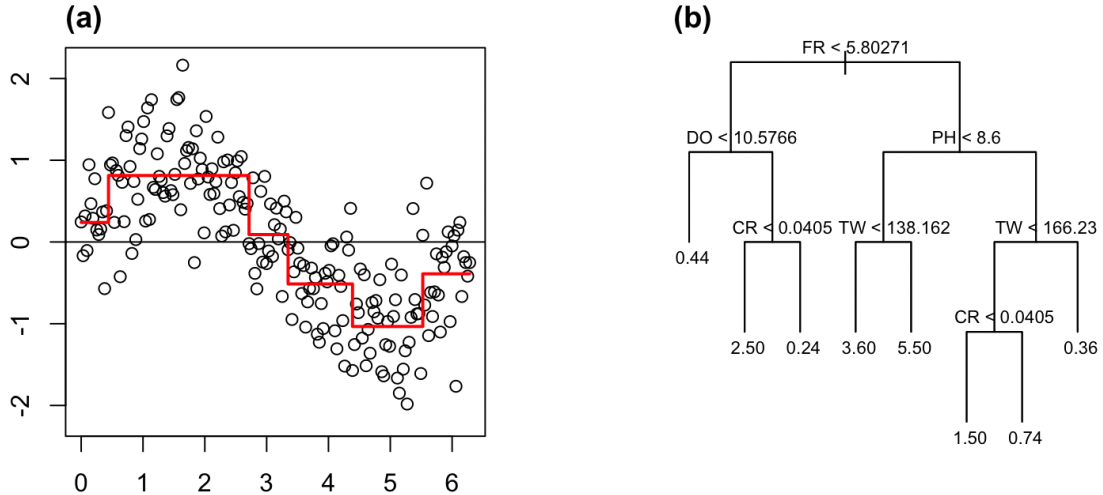 (a)
2
1
0
-1
-2
0 1 2 3 4 5 6
(b)
FR < 5.80271
DO < 10.5766
PH < 8.6
0.44
CR < 0.0405
TW < 138.162
TW < 166.23
2.50
0.24
3.60
5.50
CR < 0.0405
0.36
1.50
0.74